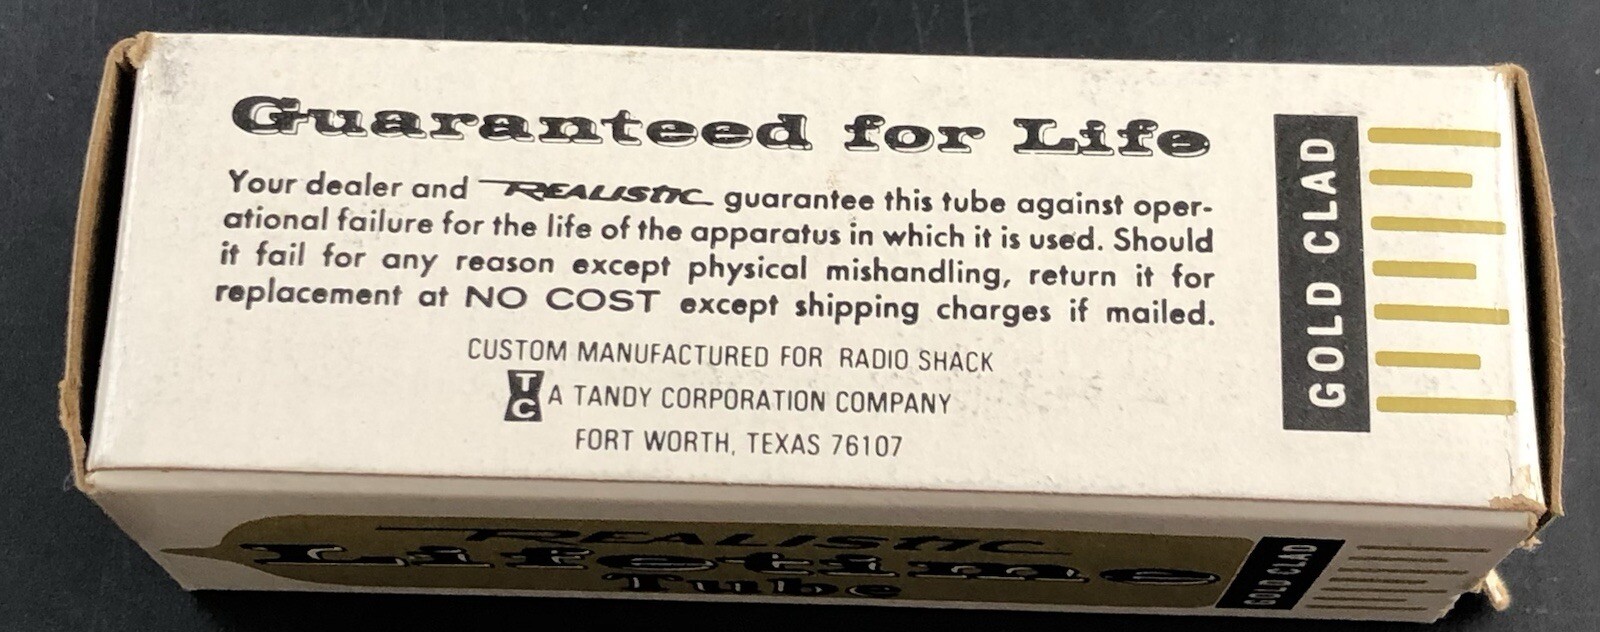 Guaranteed for Life
Your dealer and REALISTIC guarantee this tube against oper-
ational failure for the life of the apparatus in which it is used. Should
it fail for any reason except physical mishandling, return it for
replacement at NO COST except shipping charges if mailed.
CUSTOM MANUFACTURED FOR RADIO SHACK
TC A TANDY CORPORATION COMPANY
FORT WORTH, TEXAS 76107
GOLD CLAD
REALISTIC
Lifetime
Tube
GOLD CLAD